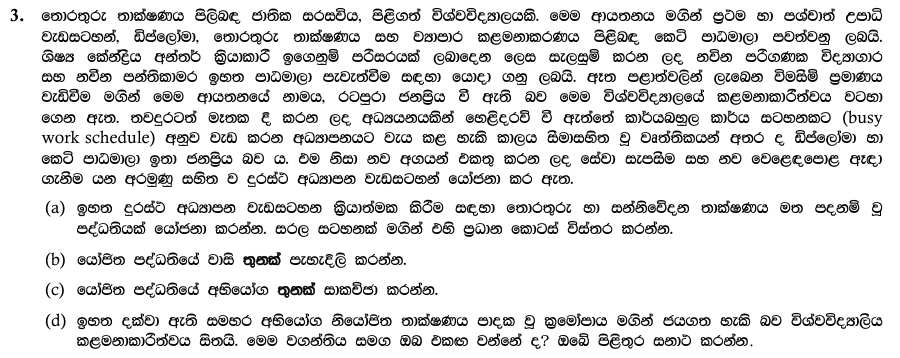 3. තොරතුරු තාක්ෂණය පිලිබඳ ජාතික සරසවිය, පිළිගත් විශ්වවිද්‍යාලයකි. මෙම ආයතනය මගින් ප්‍රථම හා පශ්චාත් උපාධි
වැඩසටහන්, ඩිප්ලෝමා, තොරතුරු තාක්ෂණය සහ ව්‍යාපාර කළමනාකරණය පිළිබඳ කෙටි පාඨමාලා පවත්වනු ලබයි.
ශිෂ්‍ය කේන්ද්‍රීය අන්තර් ක්‍රියාකාරී ඉගෙනුම් පරිසරයක් ලබාදෙන ලෙස සැලසුම් කරන ලද නවීන පරිගණක විද්‍යාගාර
සහ නවීන පන්තිකාමර ඉහත පාඨමාලා පැවැත්වීම සඳහා යොදා ගනු ලබයි. ඈත පළාත්වලින් ලැබෙන විමසීම් ප්‍රමාණය
වැඩිවීම මගින් මෙම ආයතනයේ නාමය, රටපුරා ජනප්‍රිය වී ඇති බව මෙම විශ්වවිද්‍යාලයේ කළමනාකාරීත්වය වටහා
ගෙන ඇත. තවදුරටත් මෑතක දී කරන ලද අධ්‍යයනයකින් හෙළිදරව් වී ඇත්තේ කාර්යබහුල කාර්ය සටහනකට (busy
work schedule) අනුව වැඩ කරන අධ්‍යාපනයට වැය කළ හැකි කාලය සීමාසහිත වූ වෘත්තිකයන් අතර ද ඩිප්ලෝමා හා
කෙටි පාඨමාලා ඉතා ජනප්‍රිය බව ය. එම නිසා නව අගයන් එකතු කරන ලද සේවා සැපයීම සහ නව වෙළෙඳපොළ ඈඳා
ගැනීම යන අරමුණු සහිත ව දුරස්ථ අධ්‍යාපන වැඩසටහන් යෝජනා කර ඇත.
(a) ඉහත දුරස්ථ අධ්‍යාපන වැඩසටහන ක්‍රියාත්මක කිරීම සඳහා තොරතුරු හා සන්නිවේදන තාක්ෂණය මත පදනම් වූ
පද්ධතියක් යෝජනා කරන්න. සරල සටහනක් මගින් එහි ප්‍රධාන කොටස් විස්තර කරන්න.
(b) යෝජිත පද්ධතියේ වාසි තුනක් පැහැදිලි කරන්න.
(c) යෝජිත පද්ධතියේ අභියෝග තුනක් සාකච්ඡා කරන්න.
(d) ඉහත දක්වා ඇති සමහර අභියෝග නියෝජිත තාක්ෂණය පාදක වූ ක්‍රමෝපාය මගින් ජයගත හැකි බව විශ්වවිද්‍යාලීය
කළමනාකාරීත්වය සිතයි. මෙම වගන්තිය සමග ඔබ එකඟ වන්නේ ද? ඔබේ පිළිතුර සනාථ කරන්න.